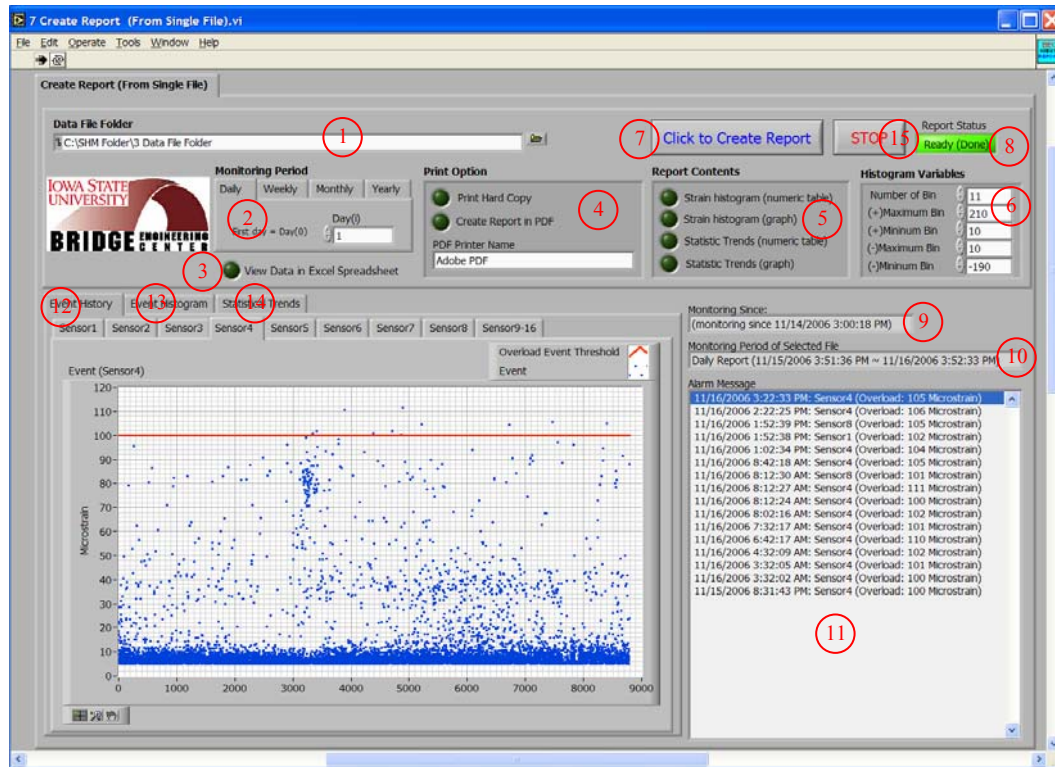 7 Create Report (From Single File).vi
File Edit Operate Tools Window Help
Create Report (From Single File)
Data File Folder
C:\SHM Folder\3 Data File Folder
1
7
Click to Create Report
STOP
15
Report Status
Ready (Done)
8
IOWA STATE
UNIVERSITY
BRIDGE ENGINEERING
CENTER
Monitoring Period
Daily Weekly Monthly Yearly
2
Day(i)
First day = Day(0)
1
3
View Data in Excel Spreadsheet
Print Option
Print Hard Copy
Create Report in PDF
4
PDF Printer Name
Adobe PDF
Report Contents
Strain histogram (numeric table)
Strain histogram (graph)
5
Statistic Trends (numeric table)
Statistic Trends (graph)
Histogram Variables
Number of Bin 11
6
(+)Maximum Bin 210
(+)Mininum Bin 10
(-)Maximum Bin 10
(-)Mininum Bin -190
12
13
14
Event History Event Histogram Statistical Trends
Sensor1 Sensor2 Sensor3 Sensor4 Sensor5 Sensor6 Sensor7 Sensor8 Sensor9-16
Overload Event Threshold
Event
Event (Sensor4)
Microstrain
120
110
100
90
80
70
60
50
40
30
20
10
0
0 1000 2000 3000 4000 5000 6000 7000 8000 9000
Monitoring Since:
(monitoring since 11/14/2006 3:00:18 PM)
9
Monitoring Period of Selected File
Daily Report (11/15/2006 3:51:36 PM ~ 11/16/2006 3:52:33 PM)
10
Alarm Message
11/16/2006 3:22:33 PM: Sensor4 (Overload: 105 Microstrain)
11/16/2006 2:22:25 PM: Sensor4 (Overload: 106 Microstrain)
11/16/2006 1:52:39 PM: Sensor8 (Overload: 105 Microstrain)
11/16/2006 1:52:38 PM: Sensor1 (Overload: 102 Microstrain)
11/16/2006 1:02:34 PM: Sensor4 (Overload: 104 Microstrain)
11/16/2006 8:42:18 AM: Sensor4 (Overload: 105 Microstrain)
11/16/2006 8:12:30 AM: Sensor8 (Overload: 101 Microstrain)
11/16/2006 8:12:27 AM: Sensor4 (Overload: 111 Microstrain)
11/16/2006 8:12:24 AM: Sensor4 (Overload: 100 Microstrain)
11/16/2006 8:02:16 AM: Sensor4 (Overload: 102 Microstrain)
11/16/2006 7:32:17 AM: Sensor4 (Overload: 101 Microstrain)
11/16/2006 6:42:17 AM: Sensor4 (Overload: 110 Microstrain)
11/16/2006 4:32:09 AM: Sensor4 (Overload: 102 Microstrain)
11/16/2006 3:32:05 AM: Sensor4 (Overload: 101 Microstrain)
11/16/2006 3:32:02 AM: Sensor4 (Overload: 100 Microstrain)
11/15/2006 8:31:43 PM: Sensor4 (Overload: 100 Microstrain)
11